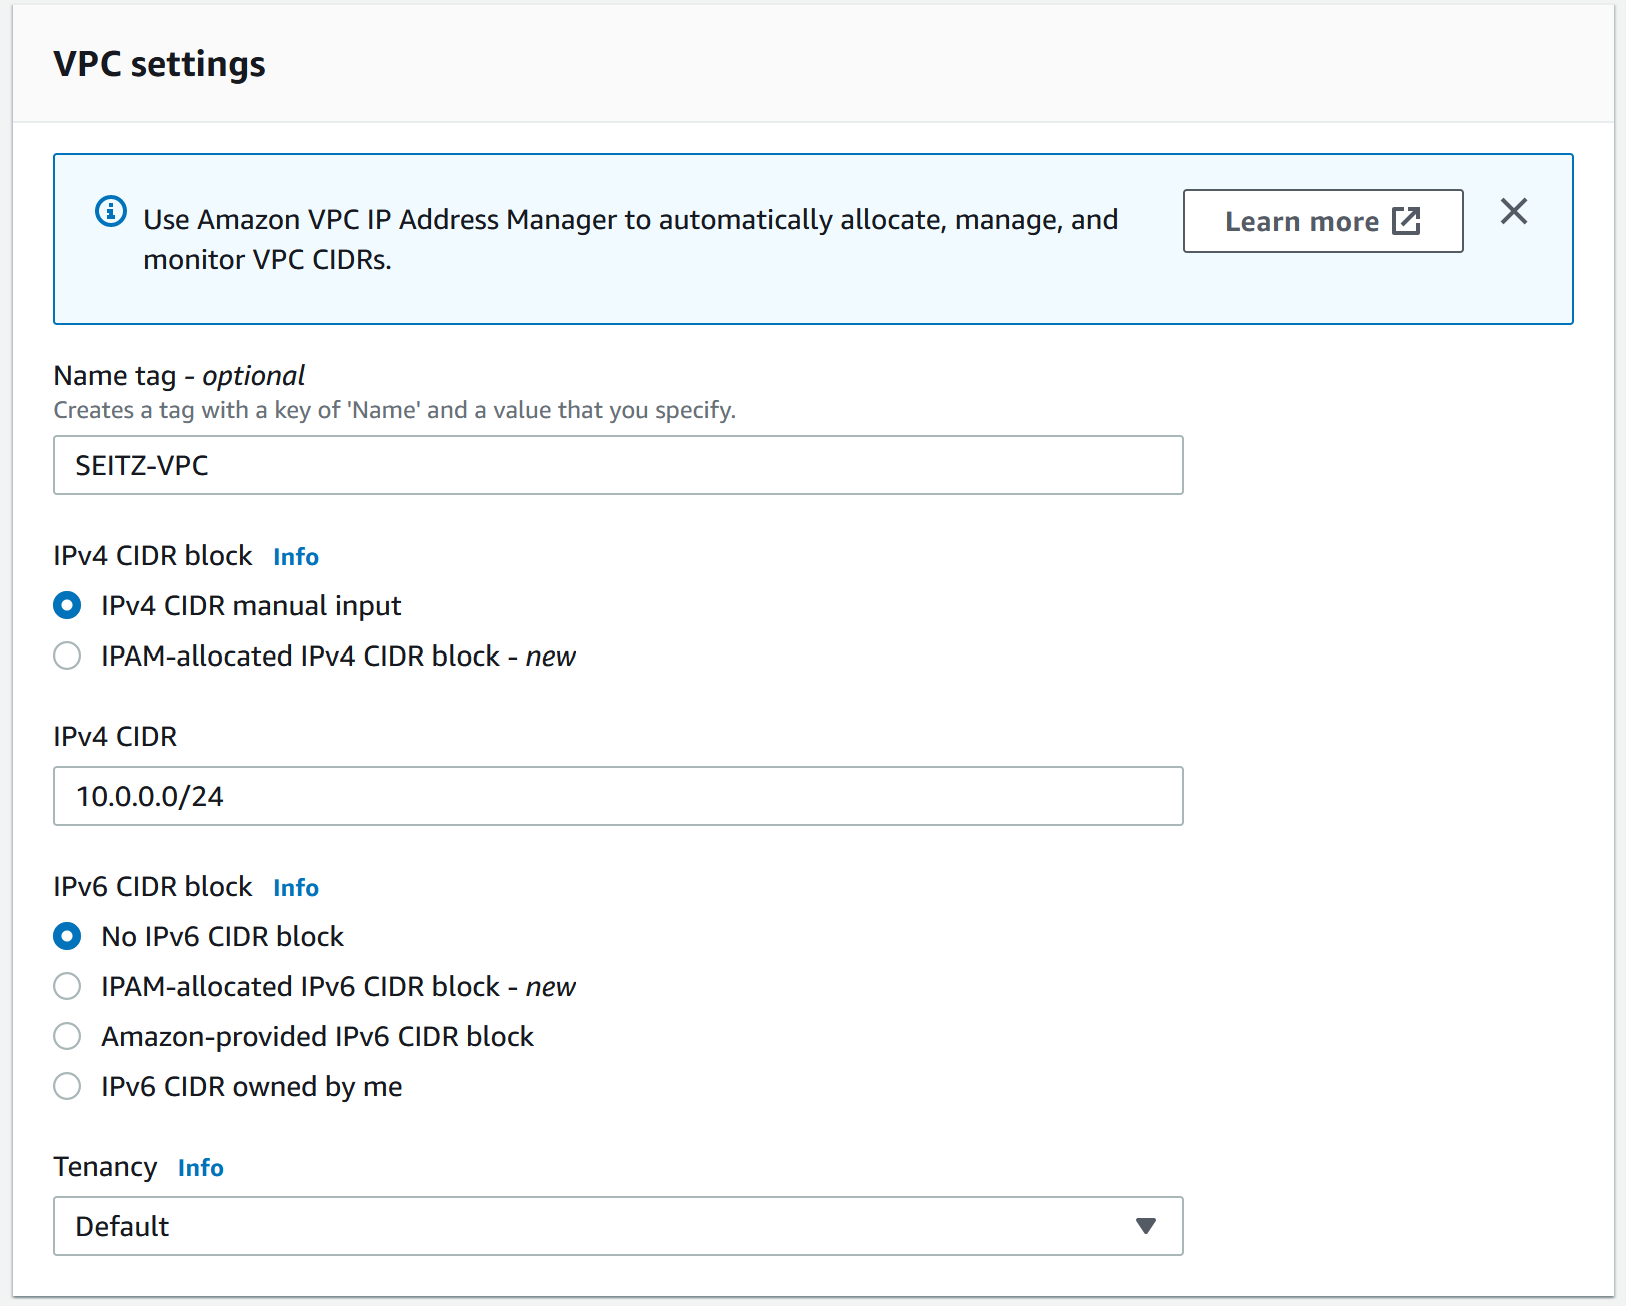 VPC settings
Use Amazon VPC IP Address Manager to automatically allocate, manage, and
monitor VPC CIDRs.
Learn more
Name tag - optional
Creates a tag with a key of 'Name' and a value that you specify.
SEITZ-VPC
IPv4 CIDR block Info
IPv4 CIDR manual input
IPAM-allocated IPv4 CIDR block - new
IPv4 CIDR
10.0.0.0/24
IPv6 CIDR block Info
No IPv6 CIDR block
IPAM-allocated IPv6 CIDR block - new
Amazon-provided IPv6 CIDR block
IPv6 CIDR owned by me
Tenancy Info
Default